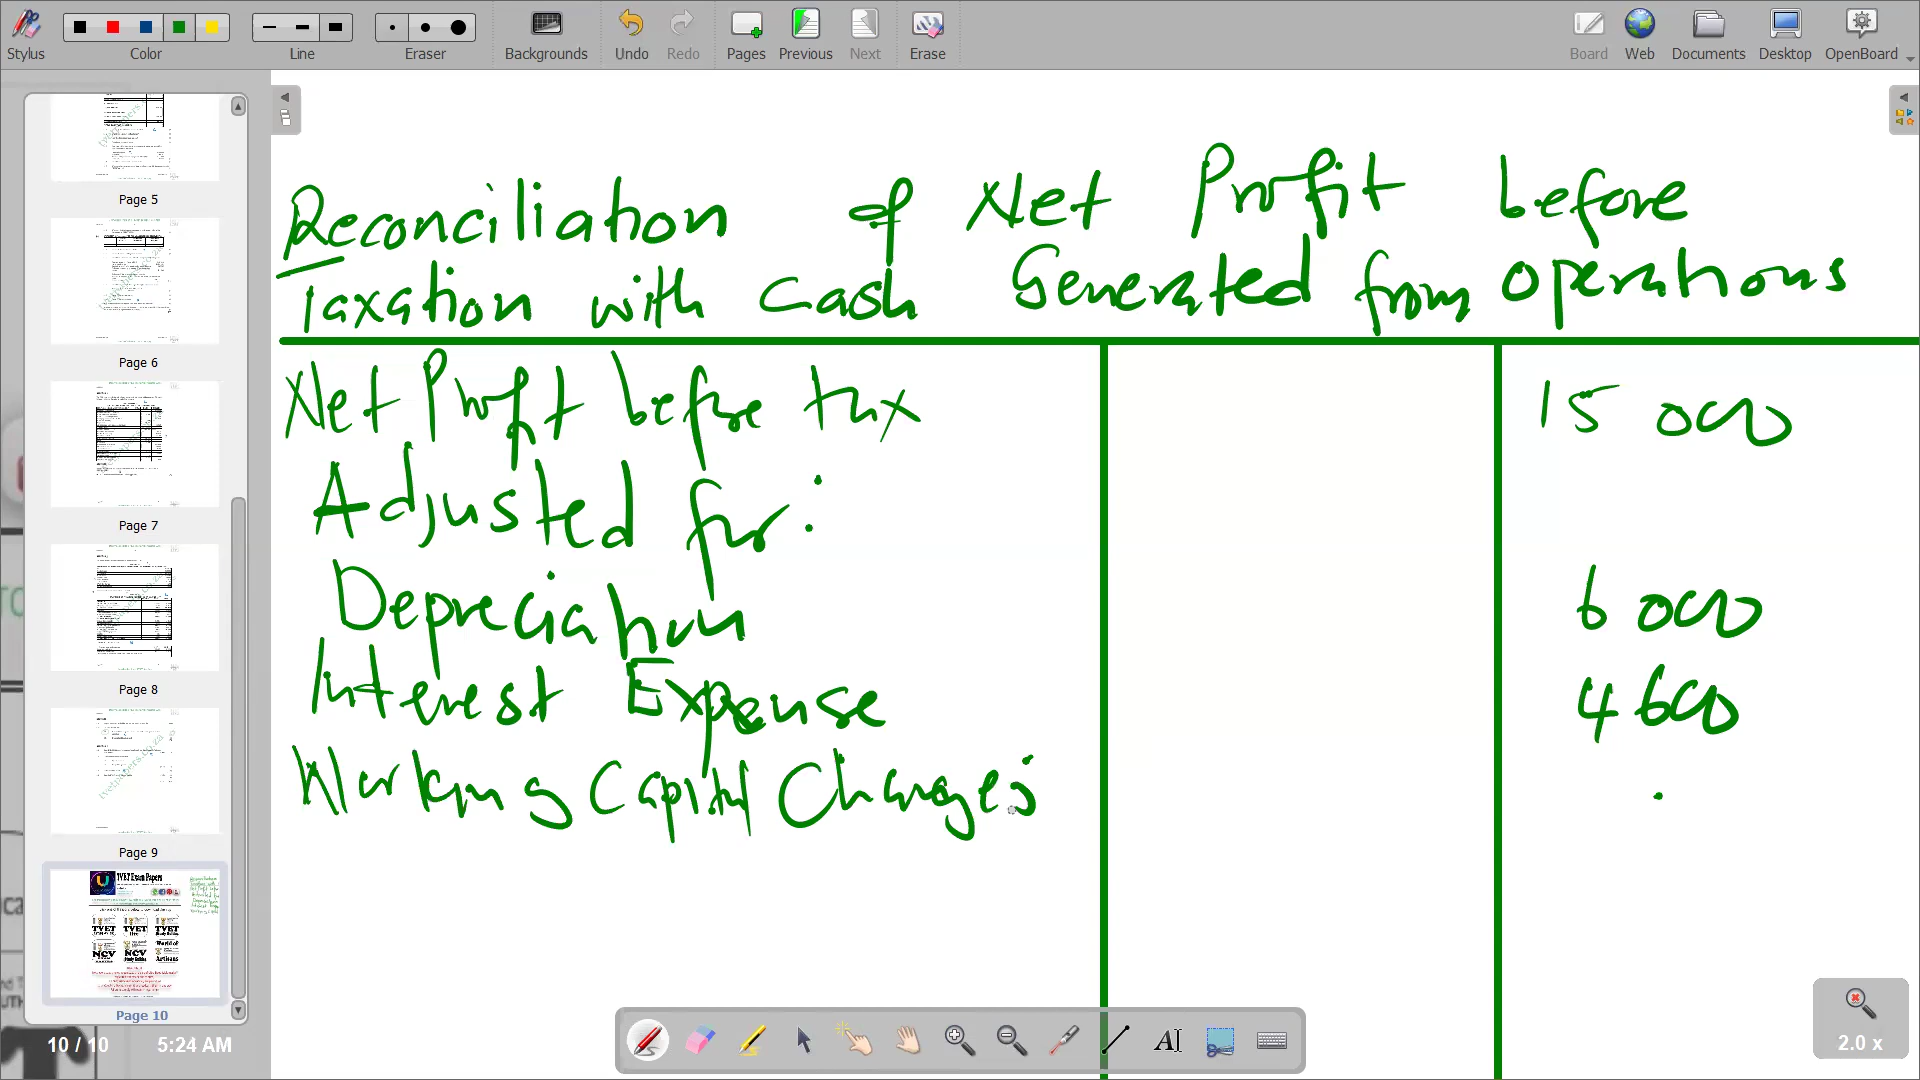 Stylus
Color
Line
Eraser
Backgrounds
Undo
Redo
Pages
Previous
Next
Erase
Board
Web
Documents
Desktop
OpenBoard
Page 5
Page 6
Page 7
Page 8
Page 9
TVET Exam Papers
Page 10
10 / 10
5:24 AM
Reconciliation of Net Profit before
Taxation with Cash Generated from Operations
Net Profit before tax 15 000
Adjusted for:
Depreciation 6 000
Interest Expense 4 600
Working Capital Changes
2.0 x